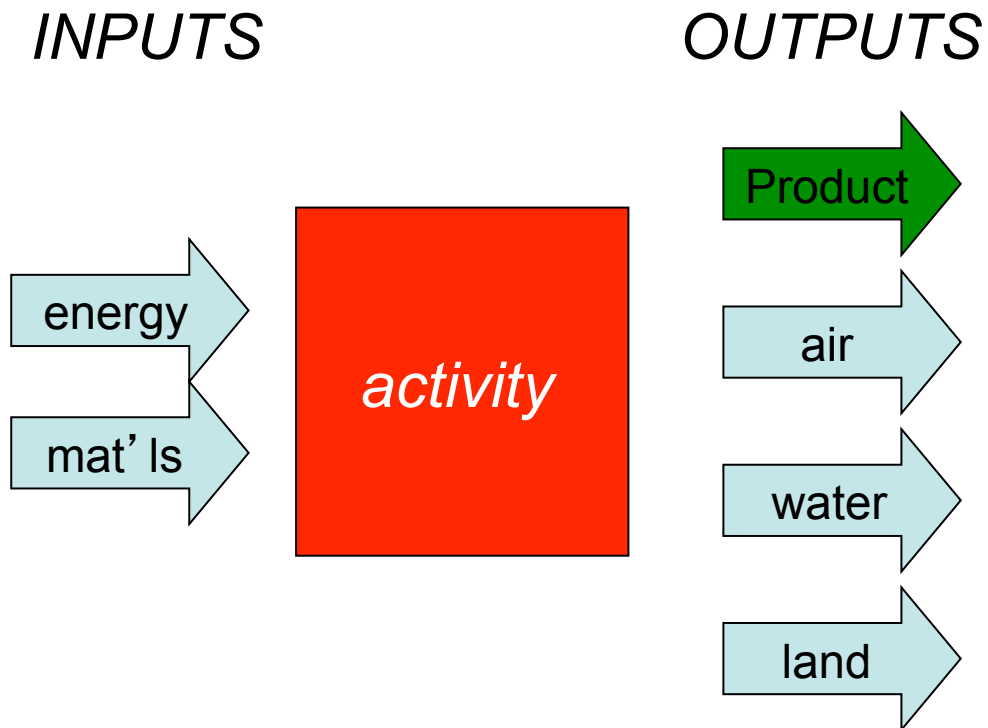 INPUTS
OUTPUTS
Product
energy
air
activity
mat’ ls
water
land